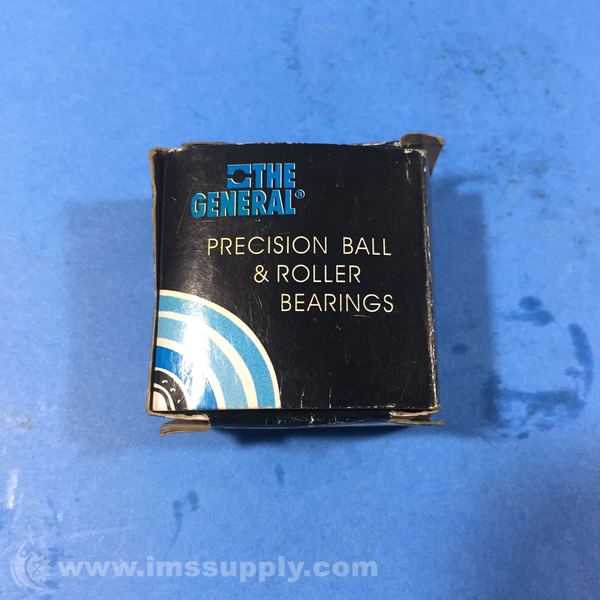 THE
GENERAL®
PRECISION BALL
& ROLLER
BEARINGS
www.imssupply.com